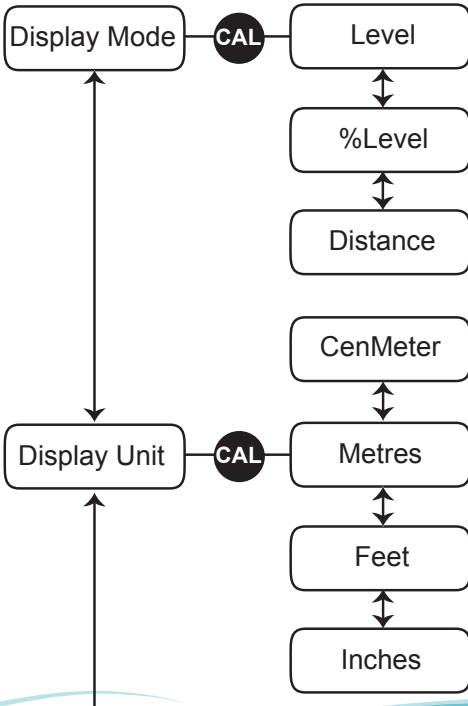 Display Mode CAL Level
%Level
Distance
CenMeter
Display Unit CAL Metres
Feet
Inches